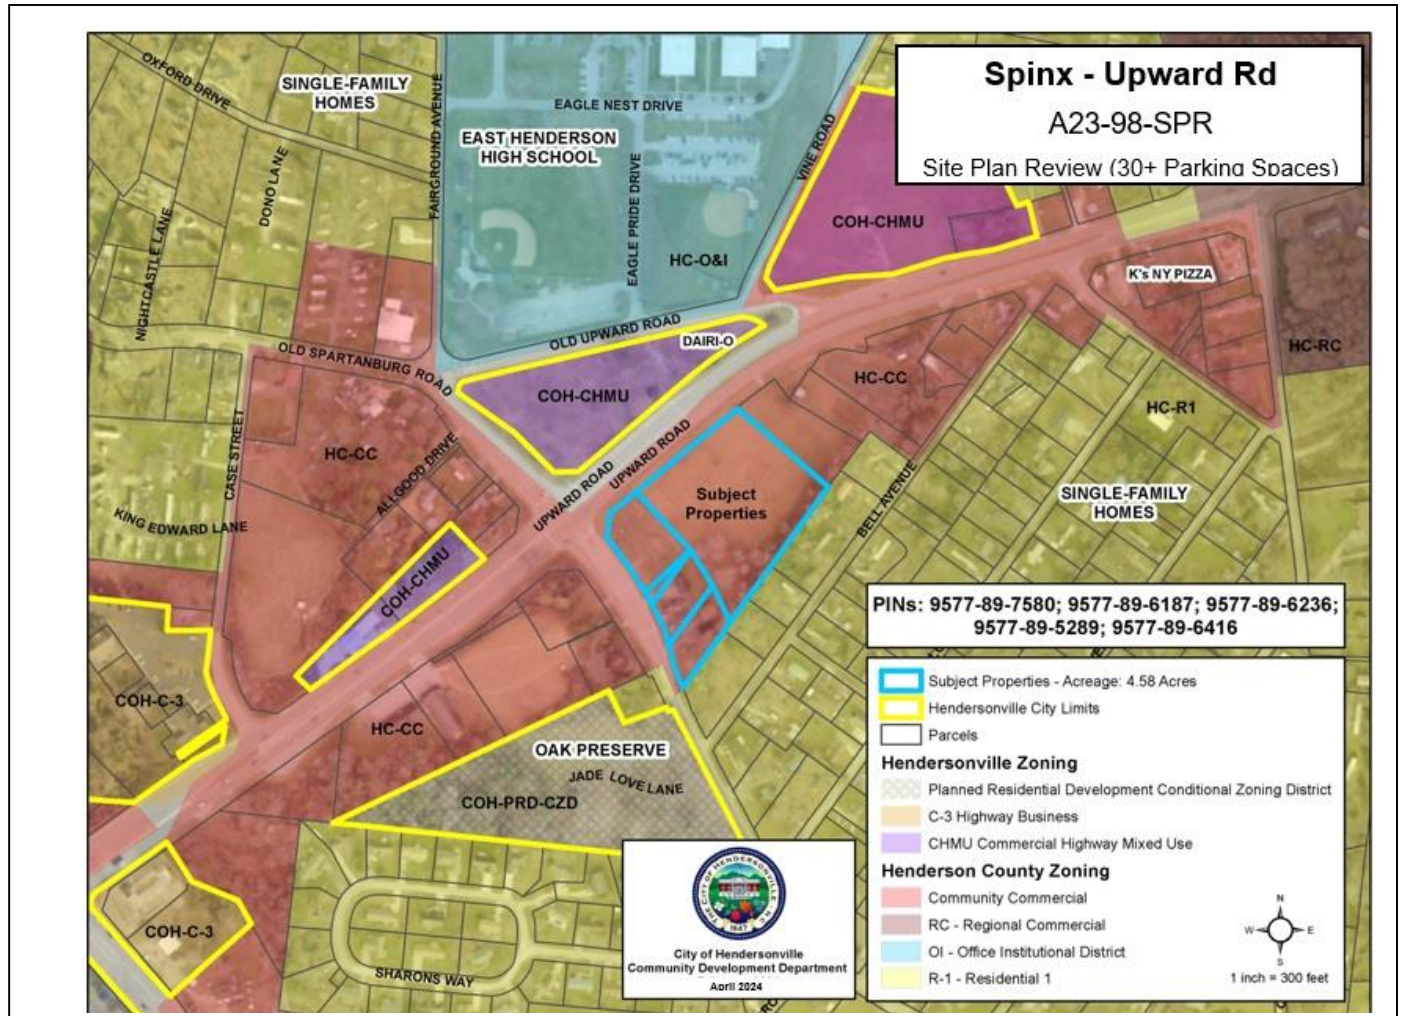 Spinx - Upward Rd
A23-98-SPR
Site Plan Review (30+ Parking Spaces)
OXFORD DRIVE
SINGLE-FAMILY
HOMES
FAIRGROUND AVENUE
EAGLE NEST DRIVE
EAST HENDERSON
HIGH SCHOOL
EAGLE PRIDE DRIVE
VINE ROAD
DONO LANE
NIGHTCASTLE LANE
HC-O&I
COH-CHMU
K's NY PIZZA
HC-RC
OLD UPWARD ROAD
DAIRI-O
OLD SPARTANBURG ROAD
COH-CHMU
HC-CC
HC-R1
CASE STREET
HC-CC
ALLGOOD DRIVE
UPWARD ROAD
UPWARD ROAD
Subject
Properties
BELL AVENUE
SINGLE-FAMILY
HOMES
KING EDWARD LANE
COH-CHMU
PINs: 9577-89-7580; 9577-89-6187; 9577-89-6236;
9577-89-5289; 9577-89-6416
COH-C-3
HC-CC
OAK PRESERVE
JADE LOVE LANE
COH-PRD-CZD
COH-C-3
SHARONS WAY
Subject Properties - Acreage: 4.58 Acres
Hendersonville City Limits
Parcels
Hendersonville Zoning
Planned Residential Development Conditional Zoning District
C-3 Highway Business
CHMU Commercial Highway Mixed Use
Henderson County Zoning
Community Commercial
RC - Regional Commercial
OI - Office Institutional District
R-1 - Residential 1
N
W
E
S
1 inch = 300 feet
THE CITY OF HENDERSONVILLE N.C.
1847
City of Hendersonville
Community Development Department
April 2024